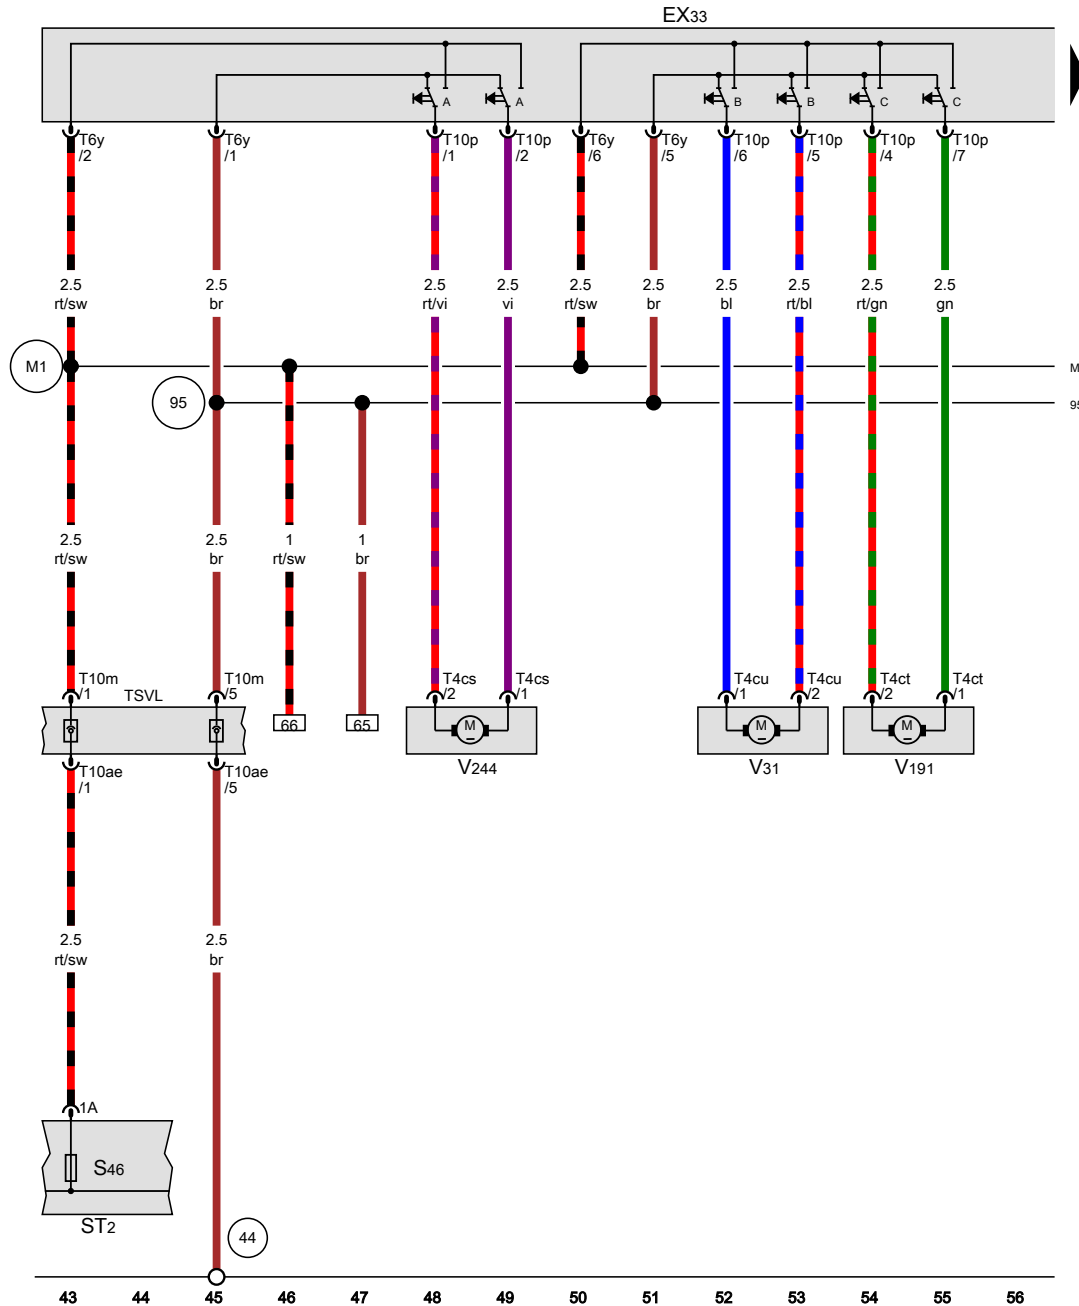 EX33
A A B B C C
T6y /2
T6y /1
T10p /1
T10p /2
T6y /6
T6y /5
T10p /6
T10p /5
T10p /4
T10p /7
2.5 2.5 2.5 2.5 2.5 2.5 2.5 2.5 2.5 2.5
rt/sw br rt/vi vi rt/sw br bl rt/bl rt/gn gn
M1
M
95
95
2.5 2.5 1 1
rt/sw br rt/sw br
T10m /1
TSVL
T10m /5
T4cs /2
T4cs /1
T4cu /1
T4cu /2
T4ct /2
T4ct /1
66
65
M
M
M
V244
V31
V191
T10ae /1
T10ae /5
2.5 2.5
rt/sw br
1A
S46
ST2
44
43 44 45 46 47 48 49 50 51 52 53 54 55 56